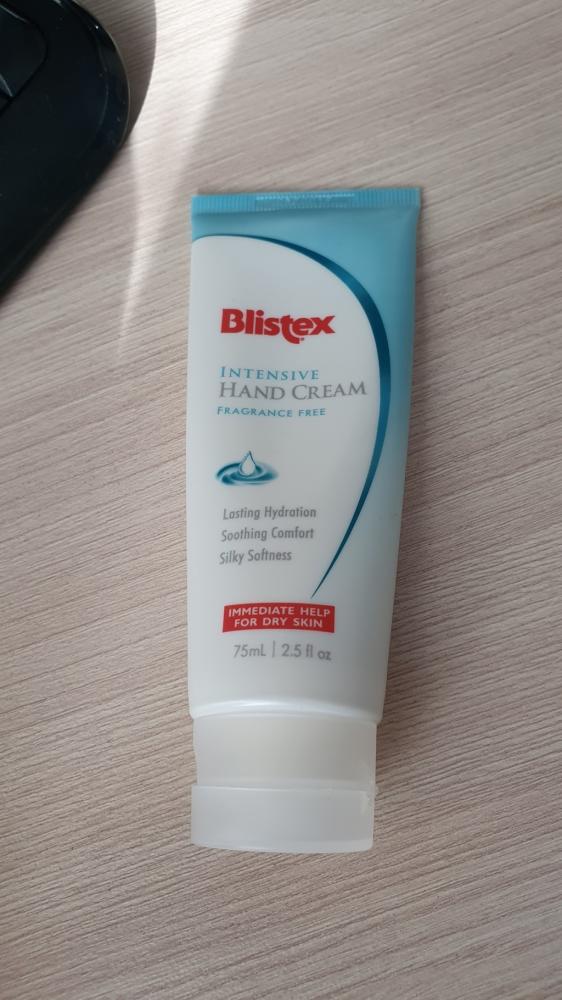 Blistex
INTENSIVE
HAND CREAM
FRAGRANCE FREE
Lasting Hydration
Soothing Comfort
Silky Softness
IMMEDIATE HELP
FOR DRY SKIN
75mL | 2.5 fl oz